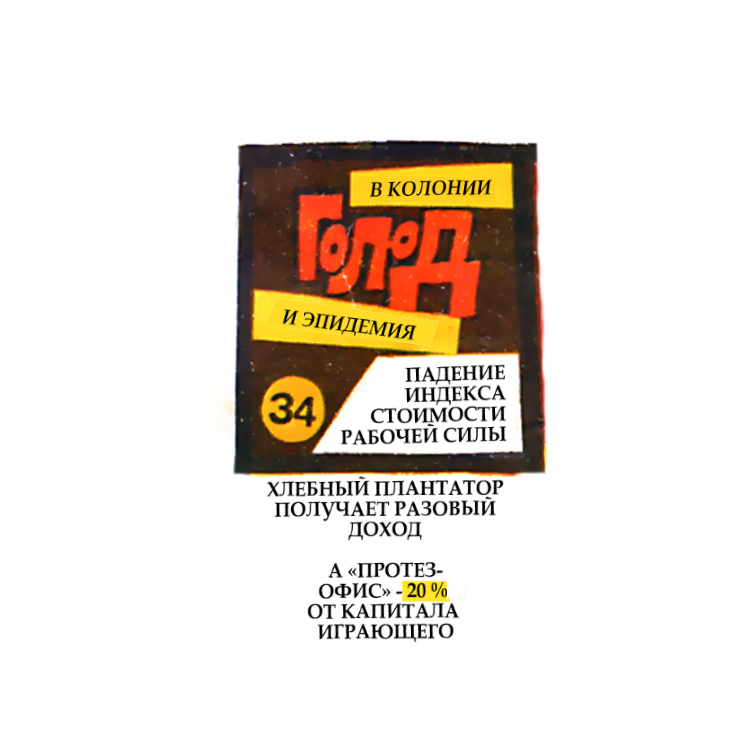 В КОЛОНИИ
ГОЛОД
И ЭПИДЕМИЯ
34
ПАДЕНИЕ
ИНДЕКСА
СТОИМОСТИ
РАБОЧЕЙ СИЛЫ
ХЛЕБНЫЙ ПЛАНТАТОР
ПОЛУЧАЕТ РАЗОВЫЙ
ДОХОД
А «ПРОТЕЗ-
ОФИС» - 20 %
ОТ КАПИТАЛА
ИГРАЮЩЕГО